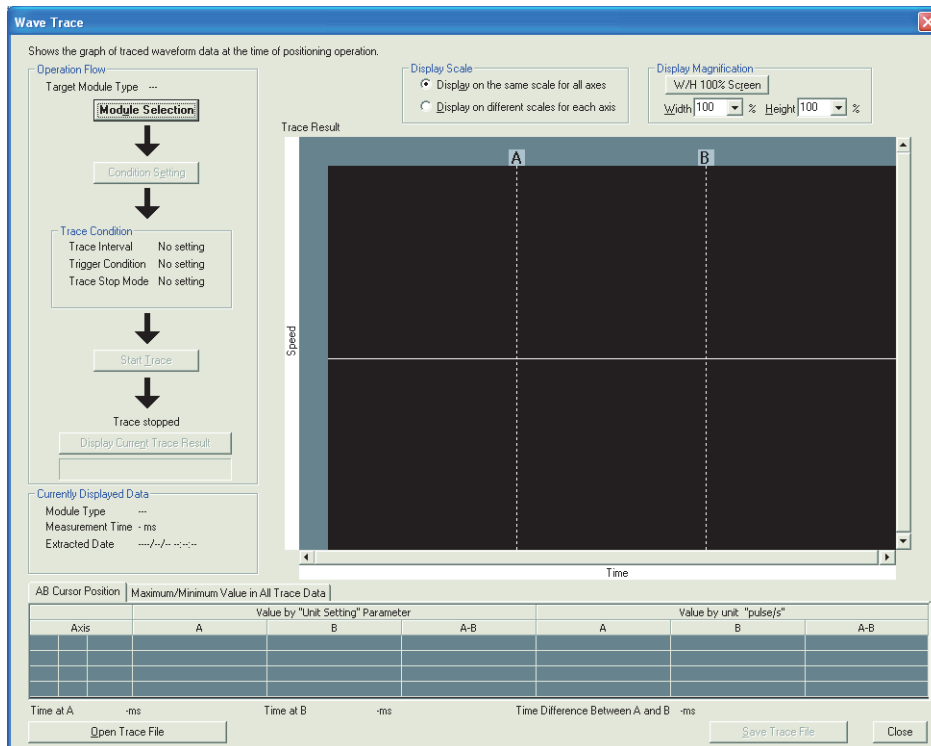 Wave Trace
Shows the graph of traced waveform data at the time of positioning operation.
Operation Flow
Target Module Type ---
Module Selection
Condition Setting
Trace Condition
Trace Interval No setting
Trigger Condition No setting
Trace Stop Mode No setting
Start Trace
Trace stopped
Display Current Trace Result
Currently Displayed Data
Module Type ---
Measurement Time - ms
Extracted Date ----/--/-- --:--:--
Display Scale
Display on the same scale for all axes
Display on different scales for each axis
Display Magnification
W/H 100% Screen
Width 100 % Height 100 %
Trace Result
A B
Speed
Time
AB Cursor Position Maximum/Minimum Value in All Trace Data
Value by "Unit Setting" Parameter Value by unit "pulse/s"
Axis A B A-B A B A-B
Time at A -ms Time at B -ms Time Difference Between A and B -ms
Open Trace File Save Trace File Close